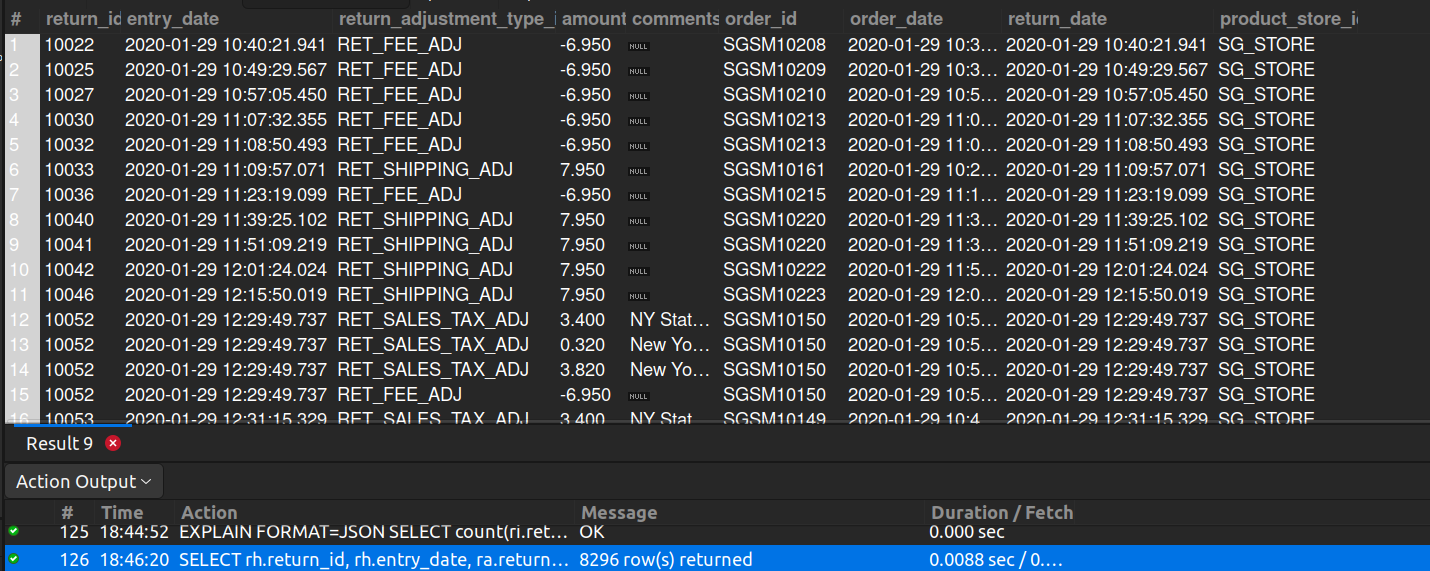 # return_id entry_date return_adjustment_type_i amount comments order_id order_date return_date product_store_id
1 10022 2020-01-29 10:40:21.941 RET_FEE_ADJ -6.950 NULL SGSM10208 2020-01-29 10:3... 2020-01-29 10:40:21.941 SG_STORE
2 10025 2020-01-29 10:49:29.567 RET_FEE_ADJ -6.950 NULL SGSM10209 2020-01-29 10:3... 2020-01-29 10:49:29.567 SG_STORE
3 10027 2020-01-29 10:57:05.450 RET_FEE_ADJ -6.950 NULL SGSM10210 2020-01-29 10:5... 2020-01-29 10:57:05.450 SG_STORE
4 10030 2020-01-29 11:07:32.355 RET_FEE_ADJ -6.950 NULL SGSM10213 2020-01-29 11:0... 2020-01-29 11:07:32.355 SG_STORE
5 10032 2020-01-29 11:08:50.493 RET_FEE_ADJ -6.950 NULL SGSM10213 2020-01-29 11:0... 2020-01-29 11:08:50.493 SG_STORE
6 10033 2020-01-29 11:09:57.071 RET_SHIPPING_ADJ 7.950 NULL SGSM10161 2020-01-29 10:2... 2020-01-29 11:09:57.071 SG_STORE
7 10036 2020-01-29 11:23:19.099 RET_FEE_ADJ -6.950 NULL SGSM10215 2020-01-29 11:1... 2020-01-29 11:23:19.099 SG_STORE
8 10040 2020-01-29 11:39:25.102 RET_SHIPPING_ADJ 7.950 NULL SGSM10220 2020-01-29 11:3... 2020-01-29 11:39:25.102 SG_STORE
9 10041 2020-01-29 11:51:09.219 RET_SHIPPING_ADJ 7.950 NULL SGSM10220 2020-01-29 11:3... 2020-01-29 11:51:09.219 SG_STORE
10 10042 2020-01-29 12:01:24.024 RET_SHIPPING_ADJ 7.950 NULL SGSM10222 2020-01-29 11:5... 2020-01-29 12:01:24.024 SG_STORE
11 10046 2020-01-29 12:15:50.019 RET_SHIPPING_ADJ 7.950 NULL SGSM10223 2020-01-29 12:0... 2020-01-29 12:15:50.019 SG_STORE
12 10052 2020-01-29 12:29:49.737 RET_SALES_TAX_ADJ 3.400 NY Stat... SGSM10150 2020-01-29 10:5... 2020-01-29 12:29:49.737 SG_STORE
13 10052 2020-01-29 12:29:49.737 RET_SALES_TAX_ADJ 0.320 New Yo... SGSM10150 2020-01-29 10:5... 2020-01-29 12:29:49.737 SG_STORE
14 10052 2020-01-29 12:29:49.737 RET_SALES_TAX_ADJ 3.820 New Yo... SGSM10150 2020-01-29 10:5... 2020-01-29 12:29:49.737 SG_STORE
15 10052 2020-01-29 12:29:49.737 RET_FEE_ADJ -6.950 NULL SGSM10150 2020-01-29 10:5... 2020-01-29 12:29:49.737 SG_STORE
16 10053 2020-01-29 12:31:15.329 RET_SALES_TAX_ADJ 3.400 NY Stat... SGSM10149 2020-01-29 10:4... 2020-01-29 12:31:15.329 SG_STORE
Result 9
Action Output
# Time Action Message Duration / Fetch
125 18:44:52 EXPLAIN FORMAT=JSON SELECT count(ri.ret... OK 0.000 sec
126 18:46:20 SELECT rh.return_id, rh.entry_date, ra.return... 8296 row(s) returned 0.0088 sec / 0....